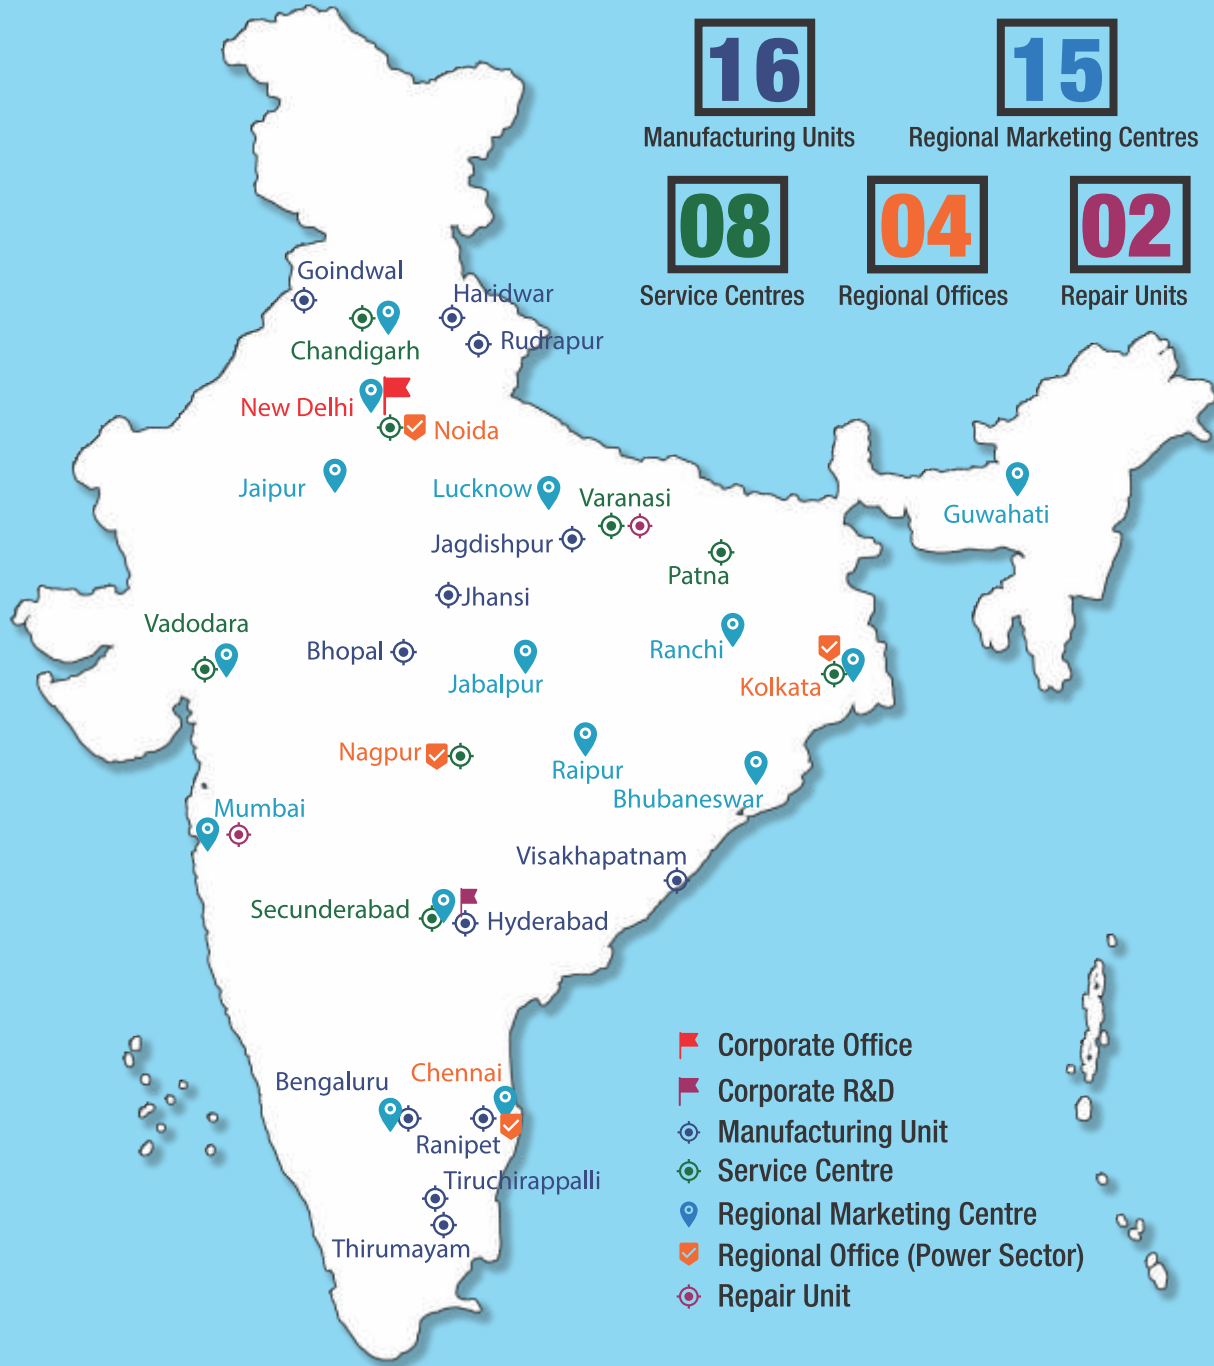 16
15
Manufacturing Units
Regional Marketing Centres
08
04
02
Service Centres
Regional Offices
Repair Units
Goindwal
Haridwar
Rudrapur
Chandigarh
New Delhi
Noida
Jaipur
Lucknow
Varanasi
Guwahati
Jagdishpur
Patna
Jhansi
Vadodara
Bhopal
Ranchi
Jabalpur
Kolkata
Nagpur
Raipur
Bhubaneswar
Mumbai
Visakhapatnam
Secunderabad
Hyderabad
Bengaluru
Chennai
Ranipet
Tiruchirappalli
Thirumayam
Corporate Office
Corporate R&D
Manufacturing Unit
Service Centre
Regional Marketing Centre
Regional Office (Power Sector)
Repair Unit